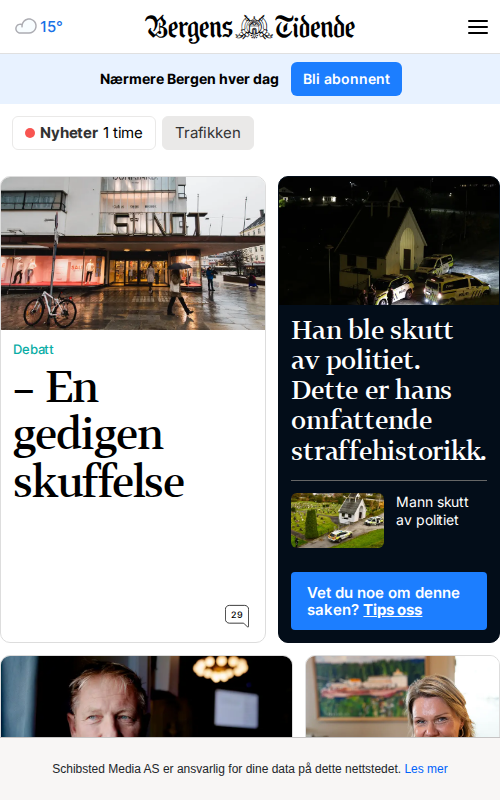 15°
Bergens Tidende
Nærmere Bergen hver dag
Bli abonnent
Nyheter 1 time
Trafikken
SUNDT
Debatt
– En
gedigen
skuffelse
29
Han ble skutt
av politiet.
Dette er hans
omfattende
straffehistorikk.
Mann skutt
av politiet
Vet du noe om denne
saken? Tips oss
Schibsted Media AS er ansvarlig for dine data på dette nettstedet. Les mer